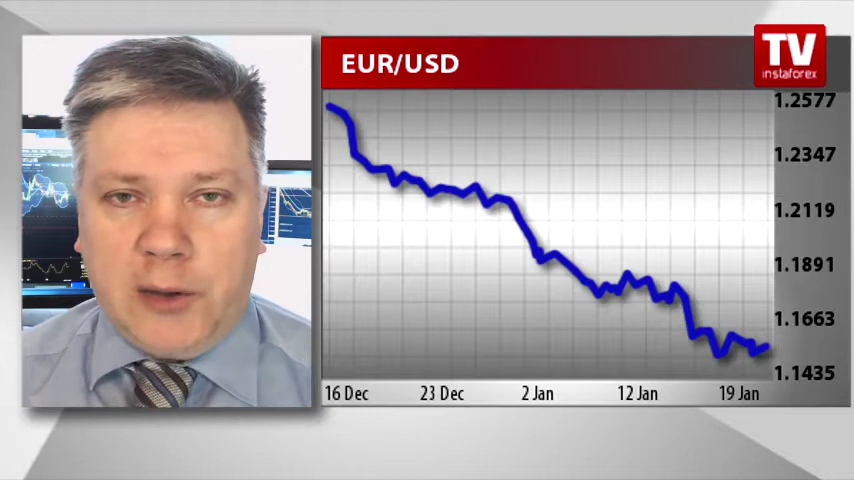 EUR/USD
TV
instaforex
1.2577
1.2347
1.2119
1.1891
1.1663
1.1435
16 Dec 23 Dec 2 Jan 12 Jan 19 Jan